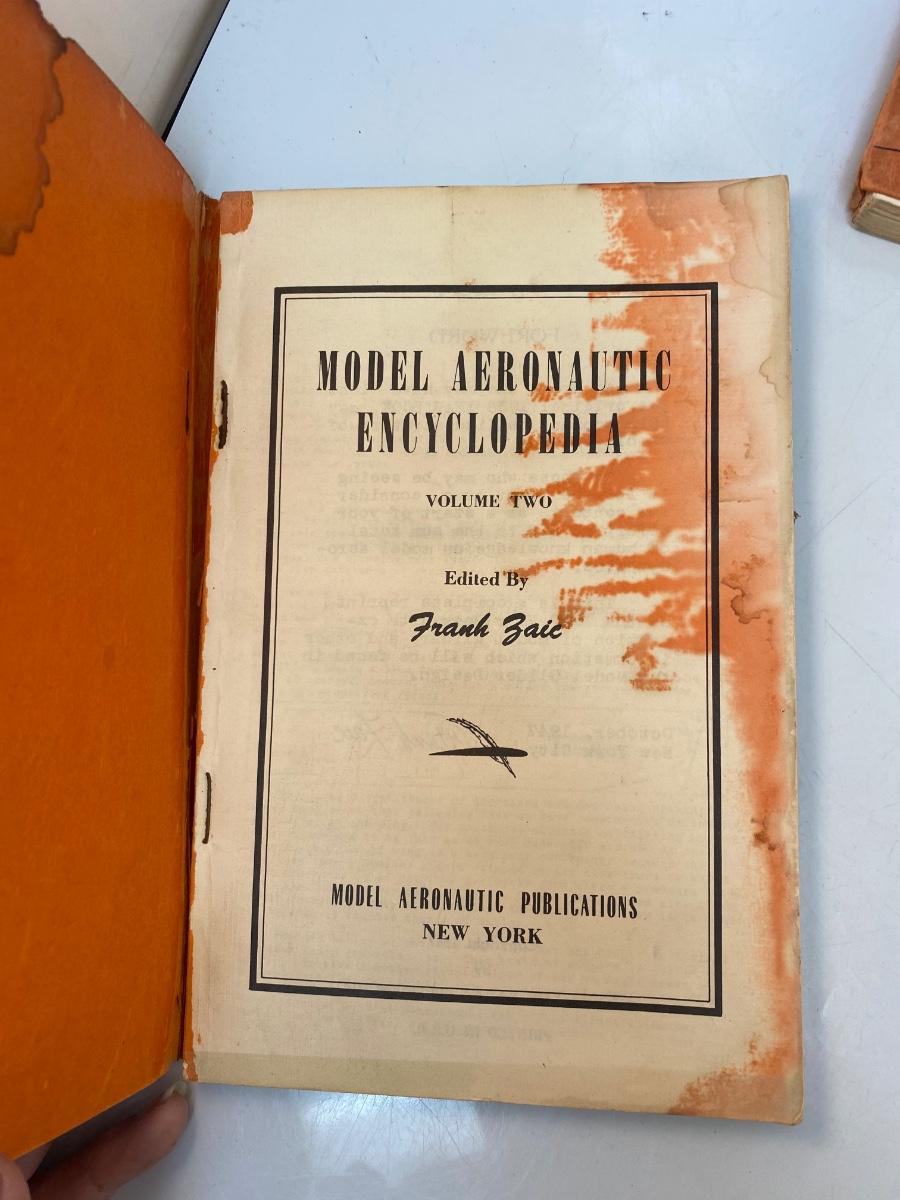 MODEL AERONAUTIC
ENCYCLOPEDIA
VOLUME TWO
Edited By
Frank Zaic
MODEL AERONAUTIC PUBLICATIONS
NEW YORK